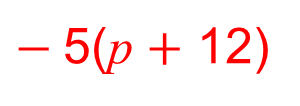 − 5(p + 12)